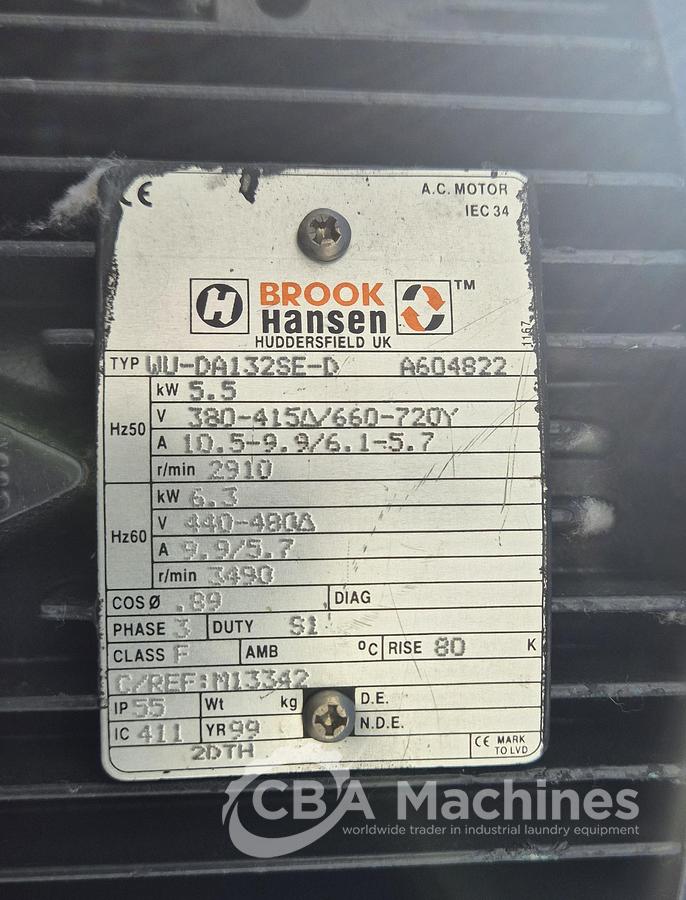 CE
A.C. MOTOR
IEC 34
H BROOK Hansen TM
HUDDERSFIELD UK
1167
TYP WU-DA132SE-D A604822
Hz50
kW 5.5
V 380-415Δ/660-720Y
A 10.5-9.9/6.1-5.7
r/min 2910
Hz60
kW 6.3
V 440-480Δ
A 9.9/5.7
r/min 3490
COS Ø .89 DIAG
PHASE 3 DUTY S1
CLASS F AMB °C RISE 80 K
C/REF:M13342
IP 55 Wt kg D.E.
IC 411 YR 99 N.D.E.
2DTH
CE MARK
TO LVD
CBA Machines
worldwide trader in industrial laundry equipment